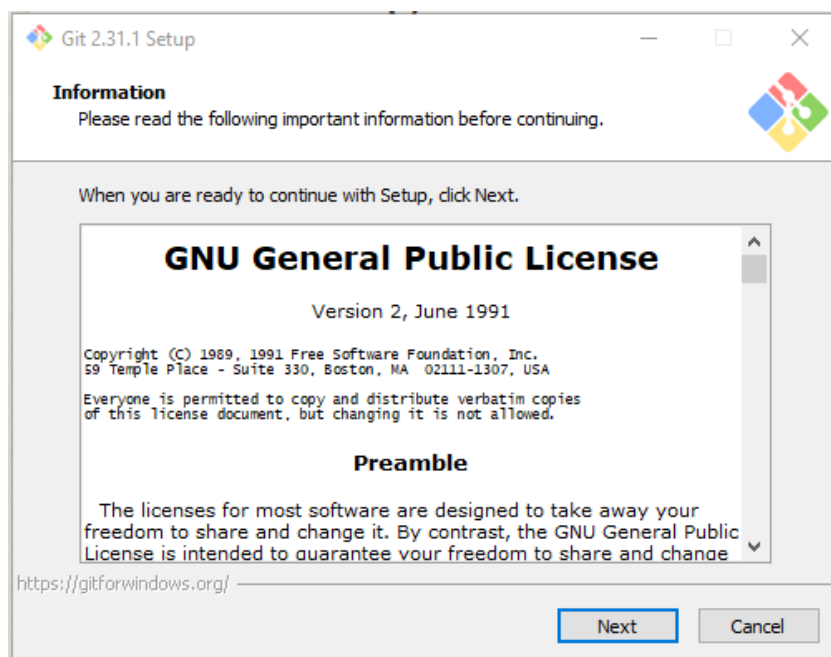 Git 2.31.1 Setup
Information
Please read the following important information before continuing.
When you are ready to continue with Setup, click Next.
GNU General Public License
Version 2, June 1991
Copyright (C) 1989, 1991 Free Software Foundation, Inc.
59 Temple Place - Suite 330, Boston, MA  02111-1307, USA
Everyone is permitted to copy and distribute verbatim copies
of this license document, but changing it is not allowed.
Preamble
The licenses for most software are designed to take away your
freedom to share and change it. By contrast, the GNU General Public
License is intended to guarantee your freedom to share and change
https://gitforwindows.org/
Next
Cancel